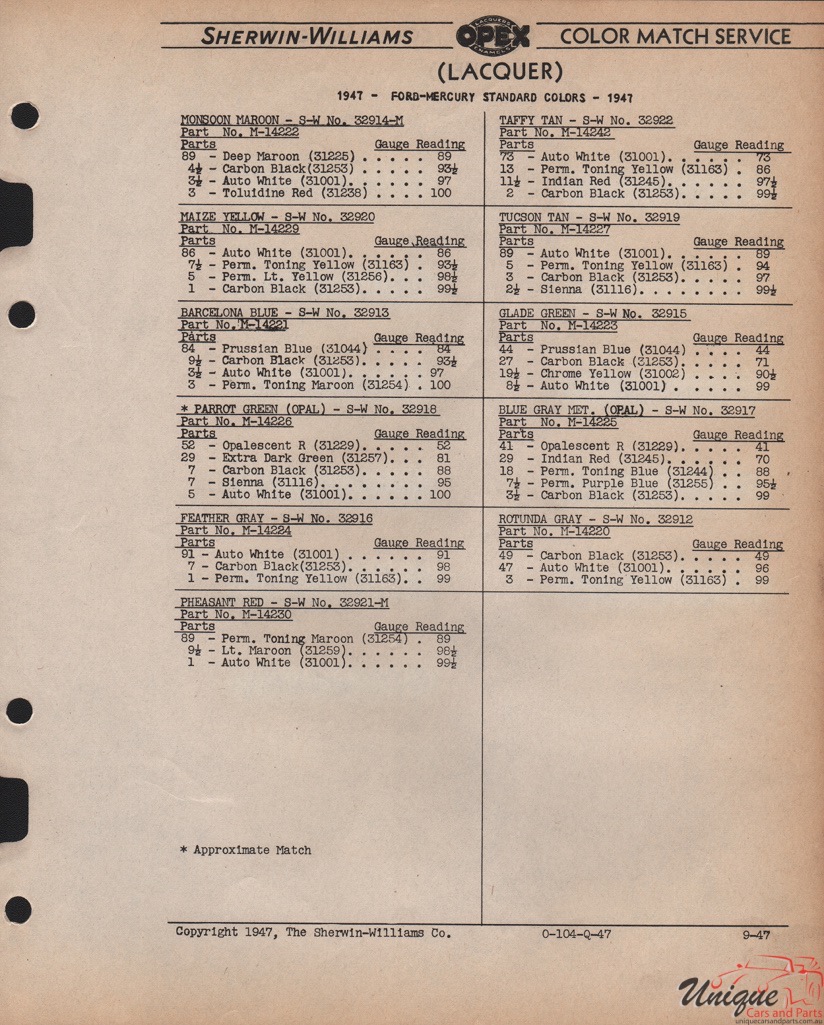 SHERWIN-WILLIAMS
LACQUERS
OPEX
ENAMELS
COLOR MATCH SERVICE
(LACQUER)
1947 - FORD-MERCURY STANDARD COLORS - 1947
MONSOON MAROON - S-W No. 32914-M
Part No. M-14222
Parts Gauge Reading
89 - Deep Maroon (31225) . . . . . 89
4½ - Carbon Black(31253) . . . . . 93½
3½ - Auto White (31001). . . . . . 97
3 - Toluidine Red (31238) . . . . 100
MAIZE YELLOW - S-W No. 32920
Part No. M-14229
Parts Gauge Reading
86 - Auto White (31001). . . . . . 86
7½ - Perm. Toning Yellow (31163) . 93½
5 - Perm. Lt. Yellow (31256). . . 98½
1 - Carbon Black (31253). . . . . 99½
BARCELONA BLUE - S-W No. 32913
Part No. M-14221
Parts Gauge Reading
84 - Prussian Blue (31044) . . . . 84
9½ - Carbon Black (31253). . . . . 93½
3½ - Auto White (31001). . . . . . 97
3 - Perm. Toning Maroon (31254) . 100
* PARROT GREEN (OPAL) - S-W No. 32918
Part No. M-14226
Parts Gauge Reading
52 - Opalescent R (31229). . . . . 52
29 - Extra Dark Green (31257). . . 81
7 - Carbon Black (31253). . . . . 88
7 - Sienna (31116). . . . . . . . 95
5 - Auto White (31001). . . . . . 100
FEATHER GRAY - S-W No. 32916
Part No. M-14224
Parts Gauge Reading
91 - Auto White (31001) . . . . . 91
7 - Carbon Black(31253). . . . . 98
1 - Perm. Toning Yellow (31163). . 99
PHEASANT RED - S-W No. 32921-M
Part No. M-14230
Parts Gauge Reading
89 - Perm. Toning Maroon (31254) . 89
9½ - Lt. Maroon (31259). . . . . . 98½
1 - Auto White (31001). . . . . . 99½
* Approximate Match
TAFFY TAN - S-W No. 32922
Part No. M-14242
Parts Gauge Reading
73 - Auto White (31001). . . . . . 73
13 - Perm. Toning Yellow (31163) . 86
11½ - Indian Red (31245). . . . . . 97½
2 - Carbon Black (31253). . . . . 99½
TUCSON TAN - S-W No. 32919
Part No. M-14227
Parts Gauge Reading
89 - Auto White (31001). . . . . . 89
5 - Perm. Toning Yellow (31163) . 94
3 - Carbon Black (31253). . . . . 97
2½ - Sienna (31116). . . . . . . . 99½
GLADE GREEN - S-W No. 32915
Part No. M-14223
Parts Gauge Reading
44 - Prussian Blue (31044) . . . . 44
27 - Carbon Black (31253). . . . . 71
19½ - Chrome Yellow (31002) . . . . 90½
8½ - Auto White (31001) . . . . . 99
BLUE GRAY MET. (OPAL) - S-W No. 32917
Part No. M-14225
Parts Gauge Reading
41 - Opalescent R (31229). . . . . 41
29 - Indian Red (31245). . . . . . 70
18 - Perm. Toning Blue (31244) . . 88
7½ - Perm. Purple Blue (31255) . . 95½
3½ - Carbon Black (31253). . . . . 99
ROTUNDA GRAY - S-W No. 32912
Part No. M-14220
Parts Gauge Reading
49 - Carbon Black (31253). . . . . 49
47 - Auto White (31001). . . . . . 96
3 - Perm. Toning Yellow (31163) . 99
Copyright 1947, The Sherwin-Williams Co. O-104-Q-47 9-47
Unique
Cars and Parts
uniquecarsandparts.com.au